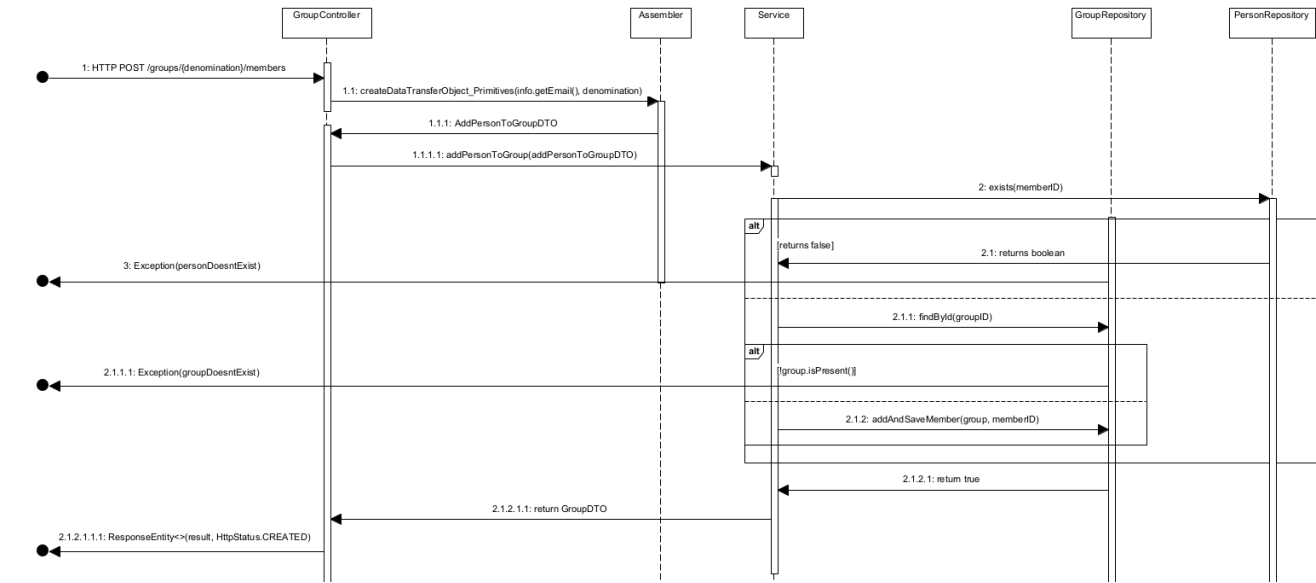 GroupController
Assembler
Service
GroupRepository
PersonRepository
1: HTTP POST /groups/{denomination}/members
1.1: createDataTransferObject_Primitives(info.getEmail(), denomination)
1.1.1: AddPersonToGroupDTO
1.1.1.1: addPersonToGroup(addPersonToGroupDTO)
2: exists(memberID)
alt
[returns false]
2.1: returns boolean
3: Exception(personDoesntExist)
2.1.1: findById(groupID)
alt
[!group.isPresent()]
2.1.1.1: Exception(groupDoesntExist)
2.1.2: addAndSaveMember(group, memberID)
2.1.2.1: return true
2.1.2.1.1: return GroupDTO
2.1.2.1.1.1: ResponseEntity<>(result, HttpStatus.CREATED)